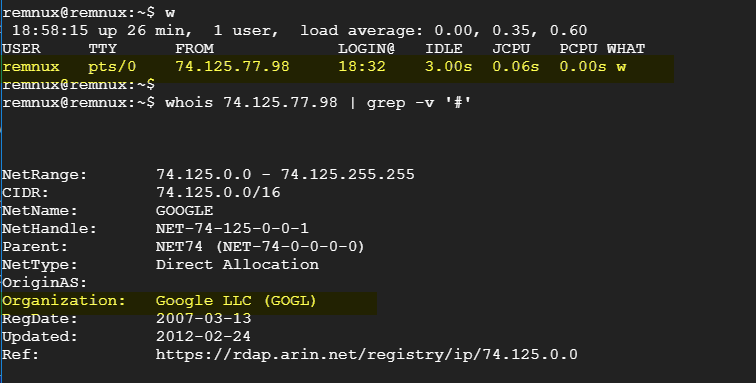 remnux@remnux:~$ w
18:58:15 up 26 min, 1 user, load average: 0.00, 0.35, 0.60
USER TTY FROM LOGIN@ IDLE JCPU PCPU WHAT
remnux pts/0 74.125.77.98 18:32 3.00s 0.06s 0.00s w
remnux@remnux:~$
remnux@remnux:~$ whois 74.125.77.98 | grep -v '#'
NetRange: 74.125.0.0 - 74.125.255.255
CIDR: 74.125.0.0/16
NetName: GOOGLE
NetHandle: NET-74-125-0-0-1
Parent: NET74 (NET-74-0-0-0-0)
NetType: Direct Allocation
OriginAS:
Organization: Google LLC (GOGL)
RegDate: 2007-03-13
Updated: 2012-02-24
Ref: https://rdap.arin.net/registry/ip/74.125.0.0